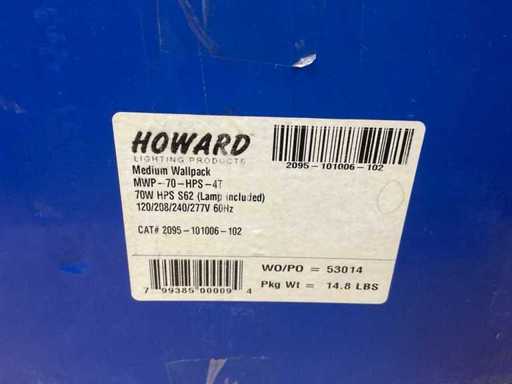 HOWARD
LIGHTING PRODUCTS
2095-101006-102
Medium Wallpack
MWP-70-HPS-4T
70W HPS S62 (Lamp included)
120/208/240/277V 60Hz
CAT# 2095-101006-102
7 99385 00009 4
WO/PO = 53014
Pkg Wt = 14.8 LBS